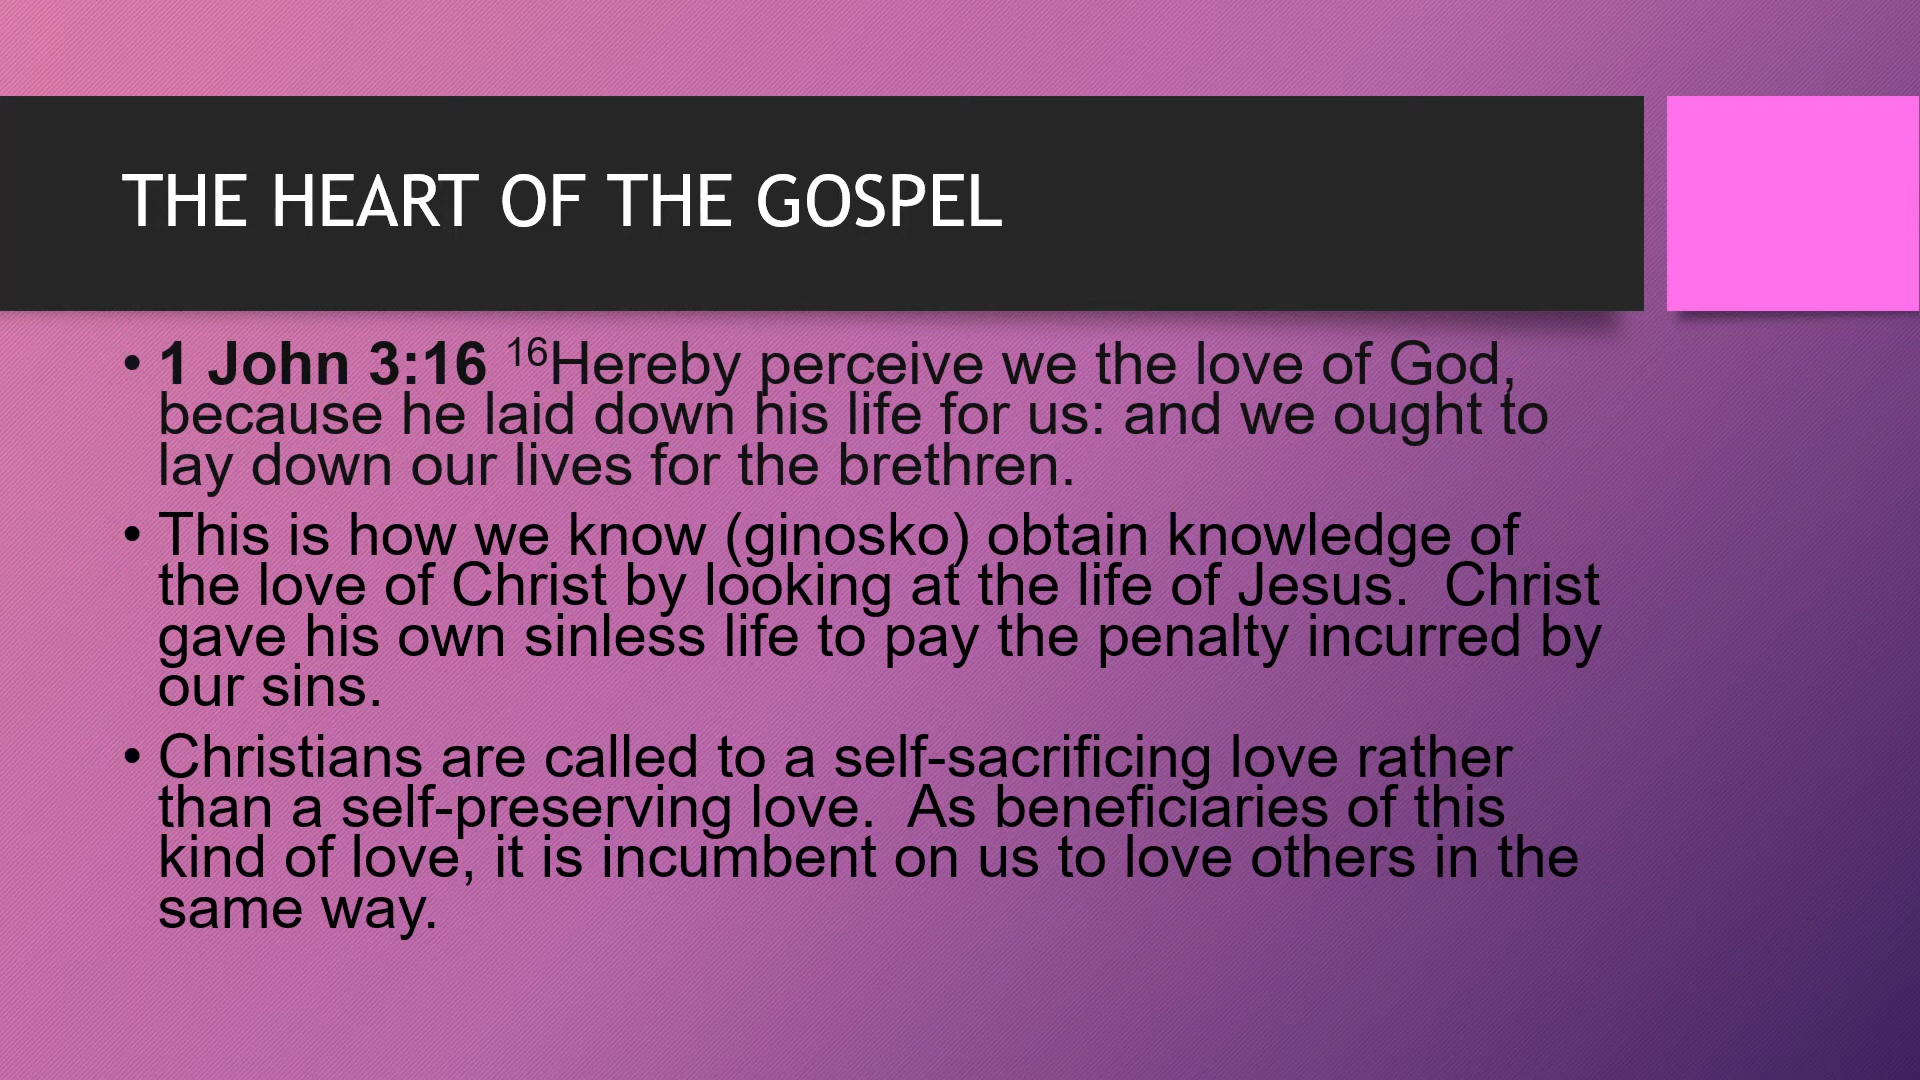 THE HEART OF THE GOSPEL
• 1 John 3:16 ¹⁶Hereby perceive we the love of God,
because he laid down his life for us: and we ought to
lay down our lives for the brethren.
• This is how we know (ginosko) obtain knowledge of
the love of Christ by looking at the life of Jesus.  Christ
gave his own sinless life to pay the penalty incurred by
our sins.
• Christians are called to a self-sacrificing love rather
than a self-preserving love.  As beneficiaries of this
kind of love, it is incumbent on us to love others in the
same way.